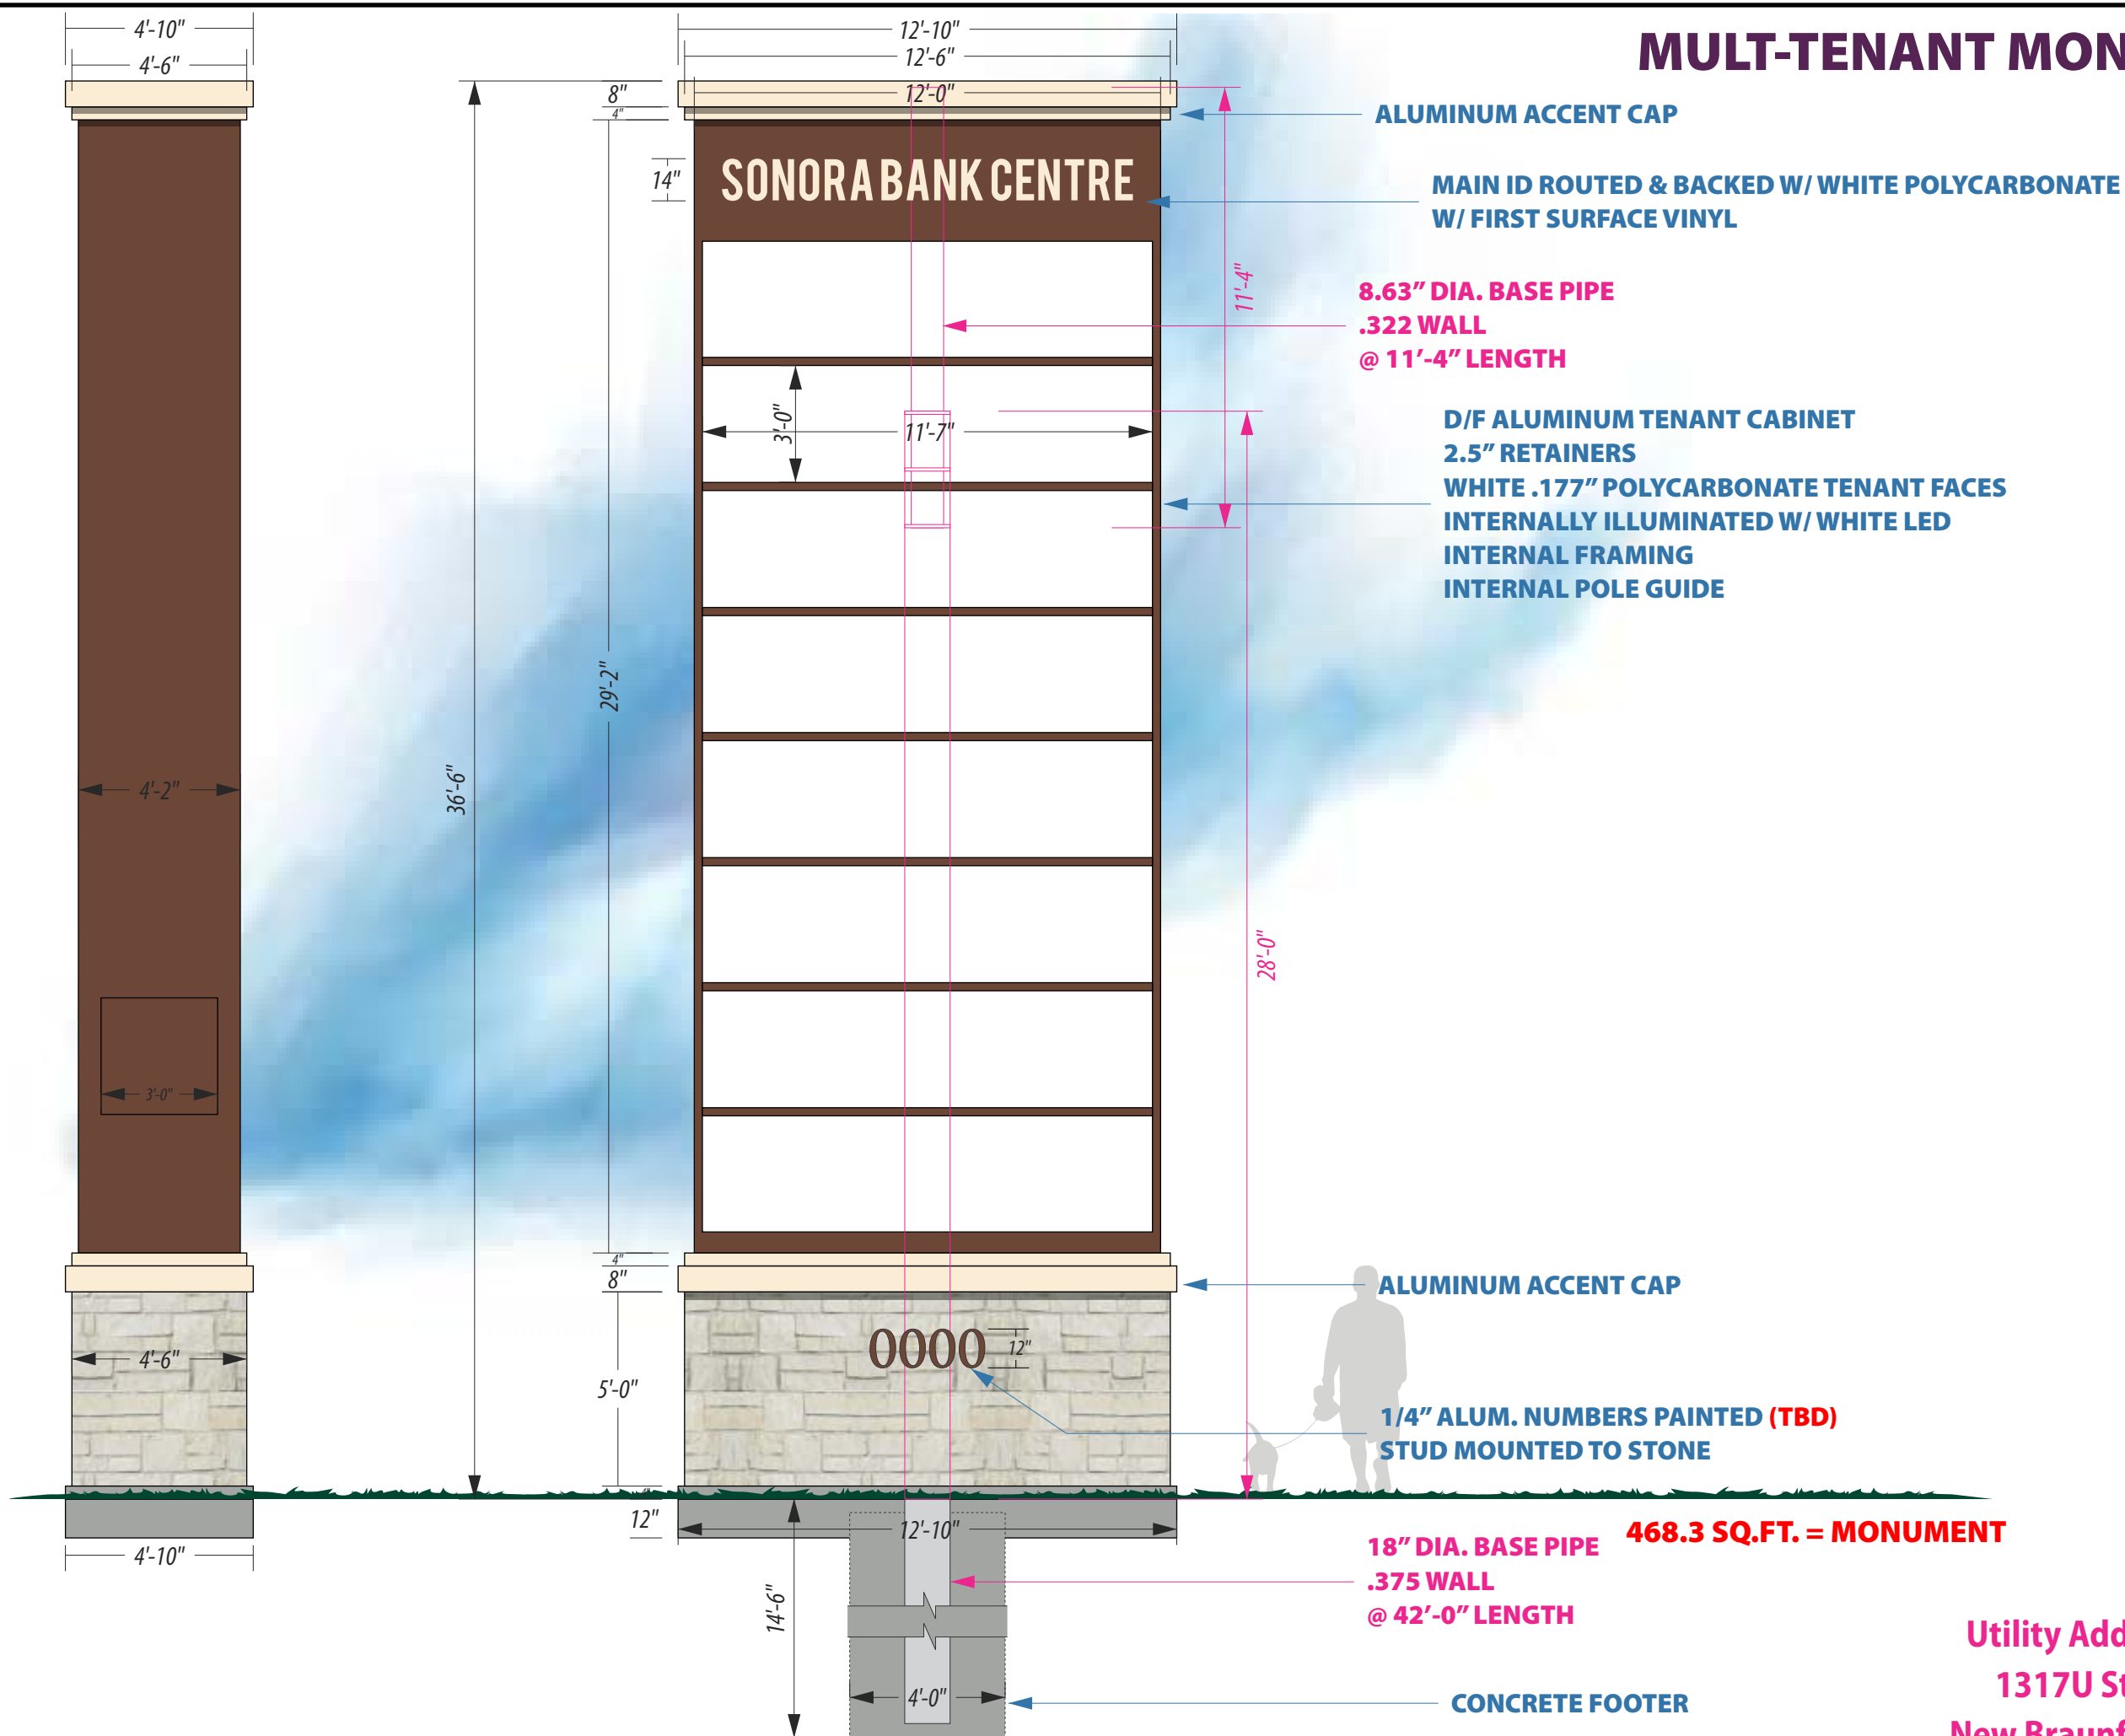 4'-10"
4'-6"
12'-10"
12'-6"
12'-0"
MULT-TENANT MON
8"
4"
ALUMINUM ACCENT CAP
14"
SONORA BANK CENTRE
MAIN ID ROUTED & BACKED W/ WHITE POLYCARBONATE
W/ FIRST SURFACE VINYL
11'-4"
8.63” DIA. BASE PIPE
.322 WALL
@ 11’-4” LENGTH
3'-0"
11'-7"
D/F ALUMINUM TENANT CABINET
2.5” RETAINERS
WHITE .177” POLYCARBONATE TENANT FACES
INTERNALLY ILLUMINATED W/ WHITE LED
INTERNAL FRAMING
INTERNAL POLE GUIDE
29'-2"
36'-6"
4'-2"
28'-0"
3'-0"
4"
8"
ALUMINUM ACCENT CAP
0000
12"
4'-6"
5'-0"
1/4” ALUM. NUMBERS PAINTED (TBD)
STUD MOUNTED TO STONE
12"
12'-10"
4'-10"
468.3 SQ.FT. = MONUMENT
18” DIA. BASE PIPE
.375 WALL
@ 42’-0” LENGTH
14'-6"
4'-0"
CONCRETE FOOTER
Utility Add
1317U St
New Braunf